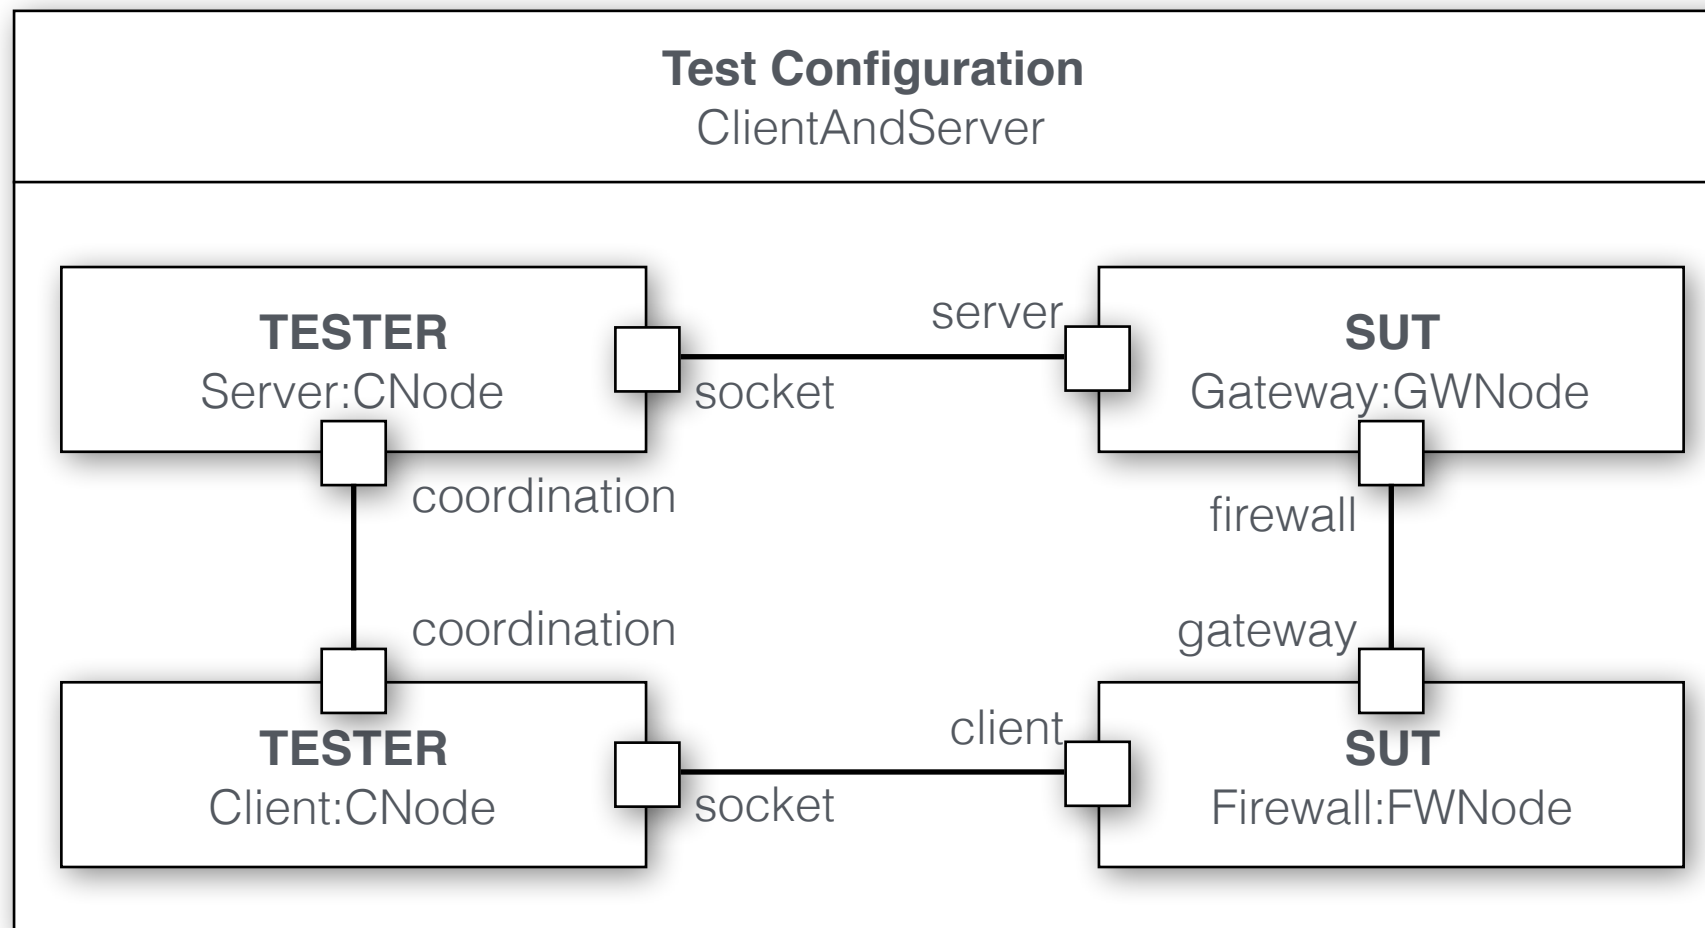 Test Configuration
ClientAndServer
TESTER
Server:CNode
server
socket
SUT
Gateway:GWNode
coordination
firewall
coordination
gateway
TESTER
Client:CNode
client
socket
SUT
Firewall:FWNode